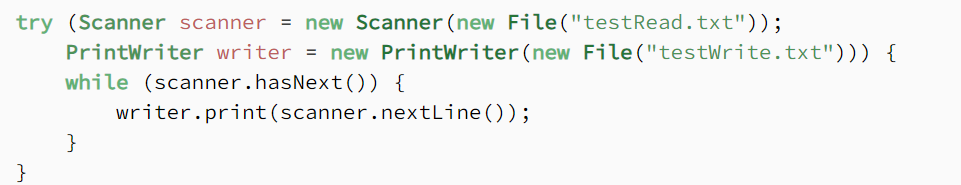 try (Scanner scanner = new Scanner(new File("testRead.txt"));
    PrintWriter writer = new PrintWriter(new File("testWrite.txt"))) {
    while (scanner.hasNext()) {
        writer.print(scanner.nextLine());
    }
}